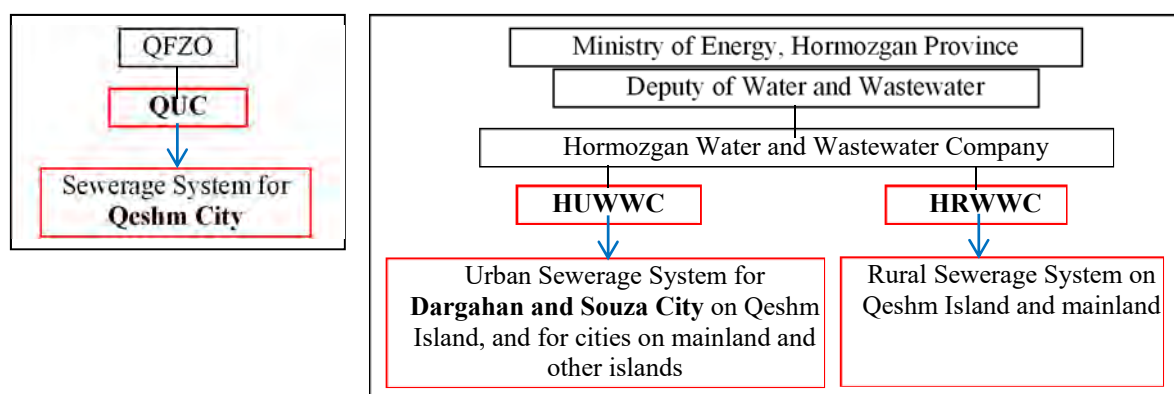 QFZO
QUC
Sewerage System for
Qeshm City
Ministry of Energy, Hormozgan Province
Deputy of Water and Wastewater
Hormozgan Water and Wastewater Company
HUWWC
HRWWC
Urban Sewerage System for
Dargahan and Souza City on Qeshm
Island, and for cities on mainland and
other islands
Rural Sewerage System on
Qeshm Island and mainland